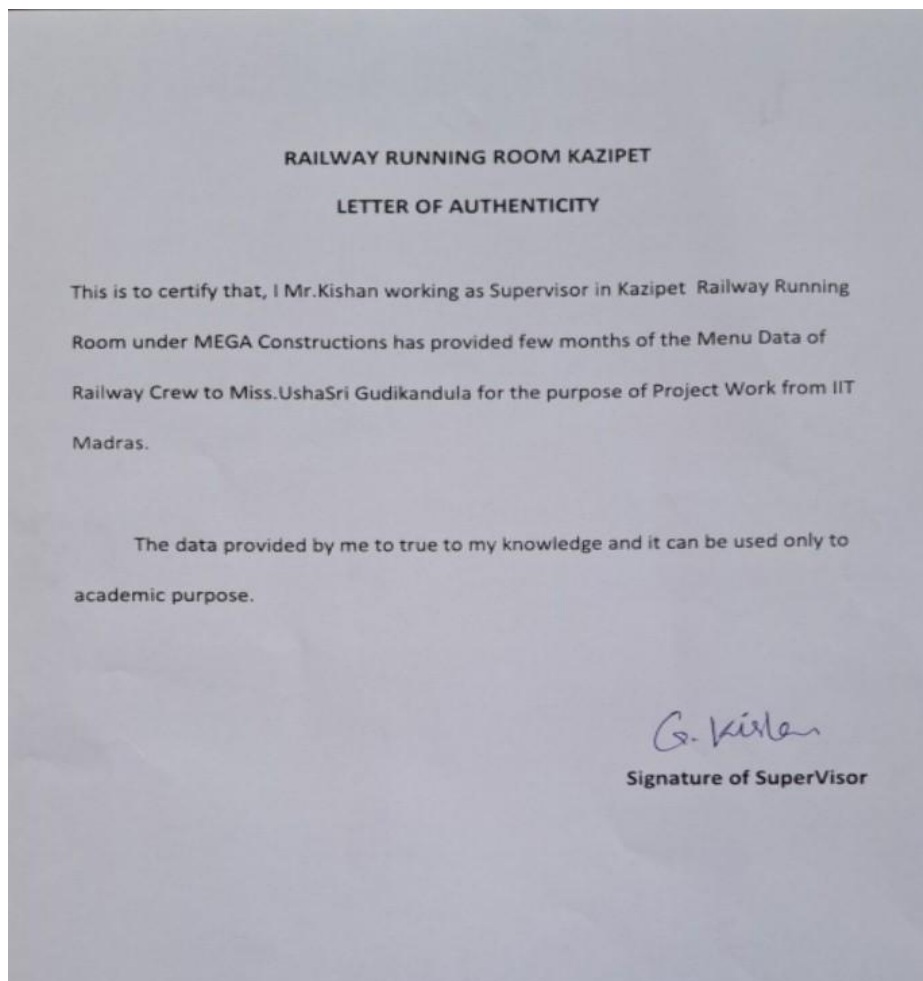 RAILWAY RUNNING ROOM KAZIPET
LETTER OF AUTHENTICITY
This is to certify that, I Mr.Kishan working as Supervisor in Kazipet Railway Running
Room under MEGA Constructions has provided few months of the Menu Data of
Railway Crew to Miss.UshaSri Gudikandula for the purpose of Project Work from IIT
Madras.
The data provided by me to true to my knowledge and it can be used only to
academic purpose.
G. Kishan
Signature of SuperVisor